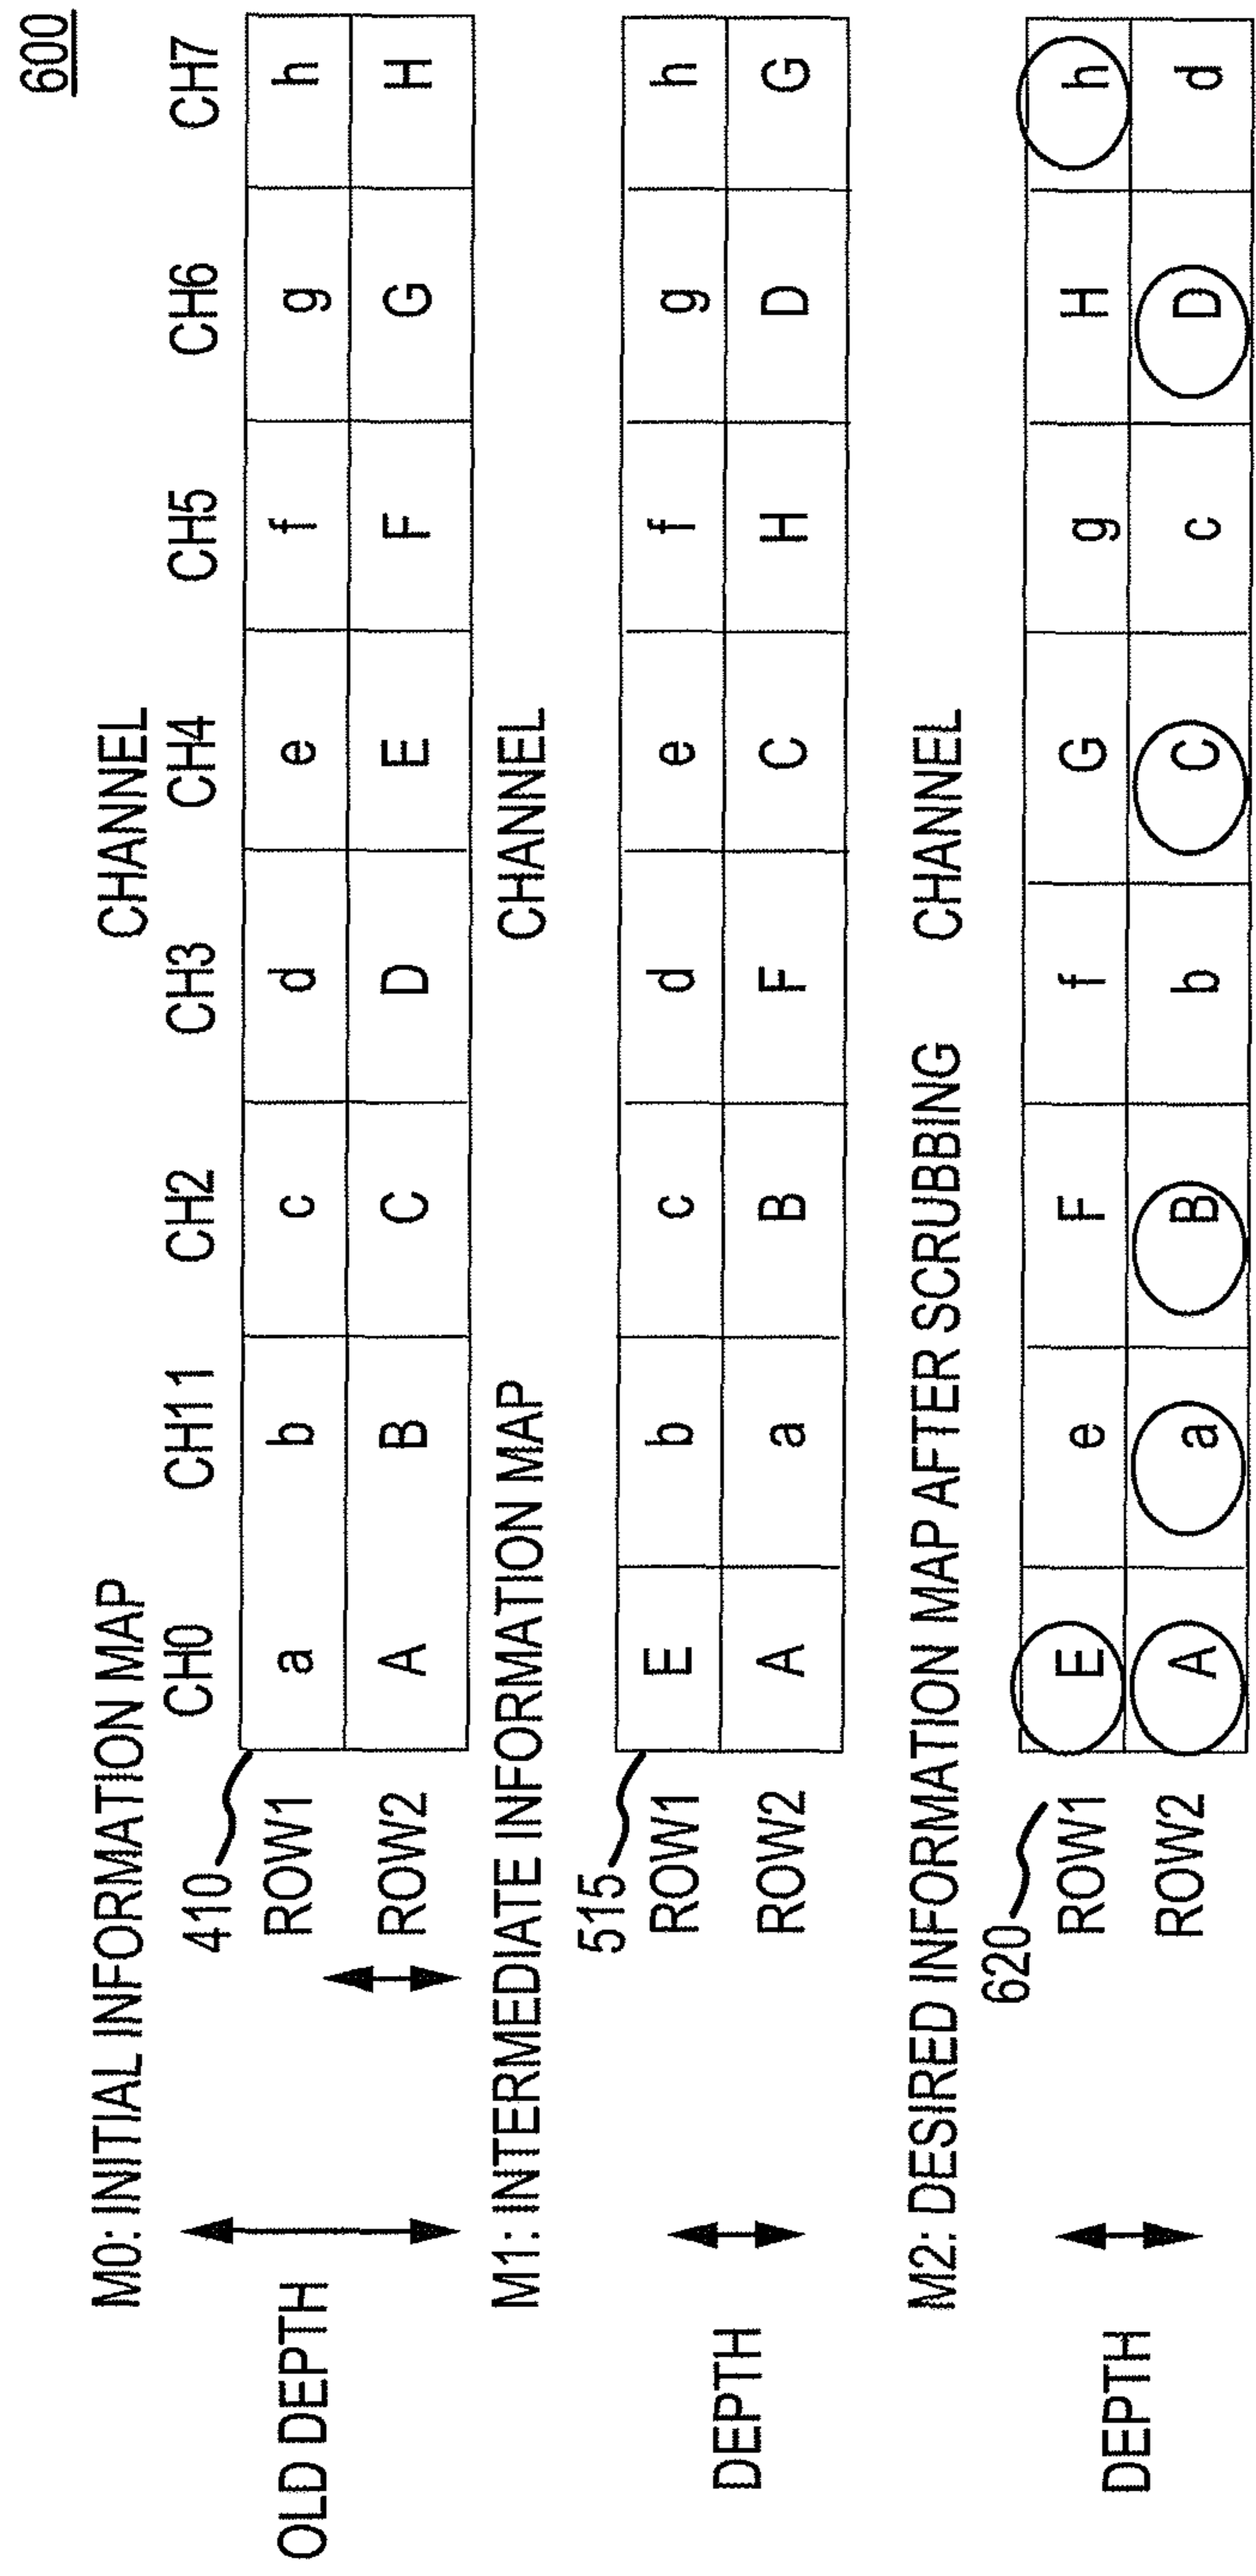 600
M0: INITIAL INFORMATION MAP CHANNEL
CH0 CH11 CH2 CH3 CH4 CH5 CH6 CH7
410
OLD DEPTH
ROW1 a b c d e f g h
ROW2 A B C D E F G H
M1: INTERMEDIATE INFORMATION MAP CHANNEL
515
ROW1 E b c d e f g h
DEPTH
ROW2 A a B F C H D G
M2: DESIRED INFORMATION MAP AFTER SCRUBBING CHANNEL
620
ROW1 E e F f G g H h
DEPTH
ROW2 A a B b C c D d